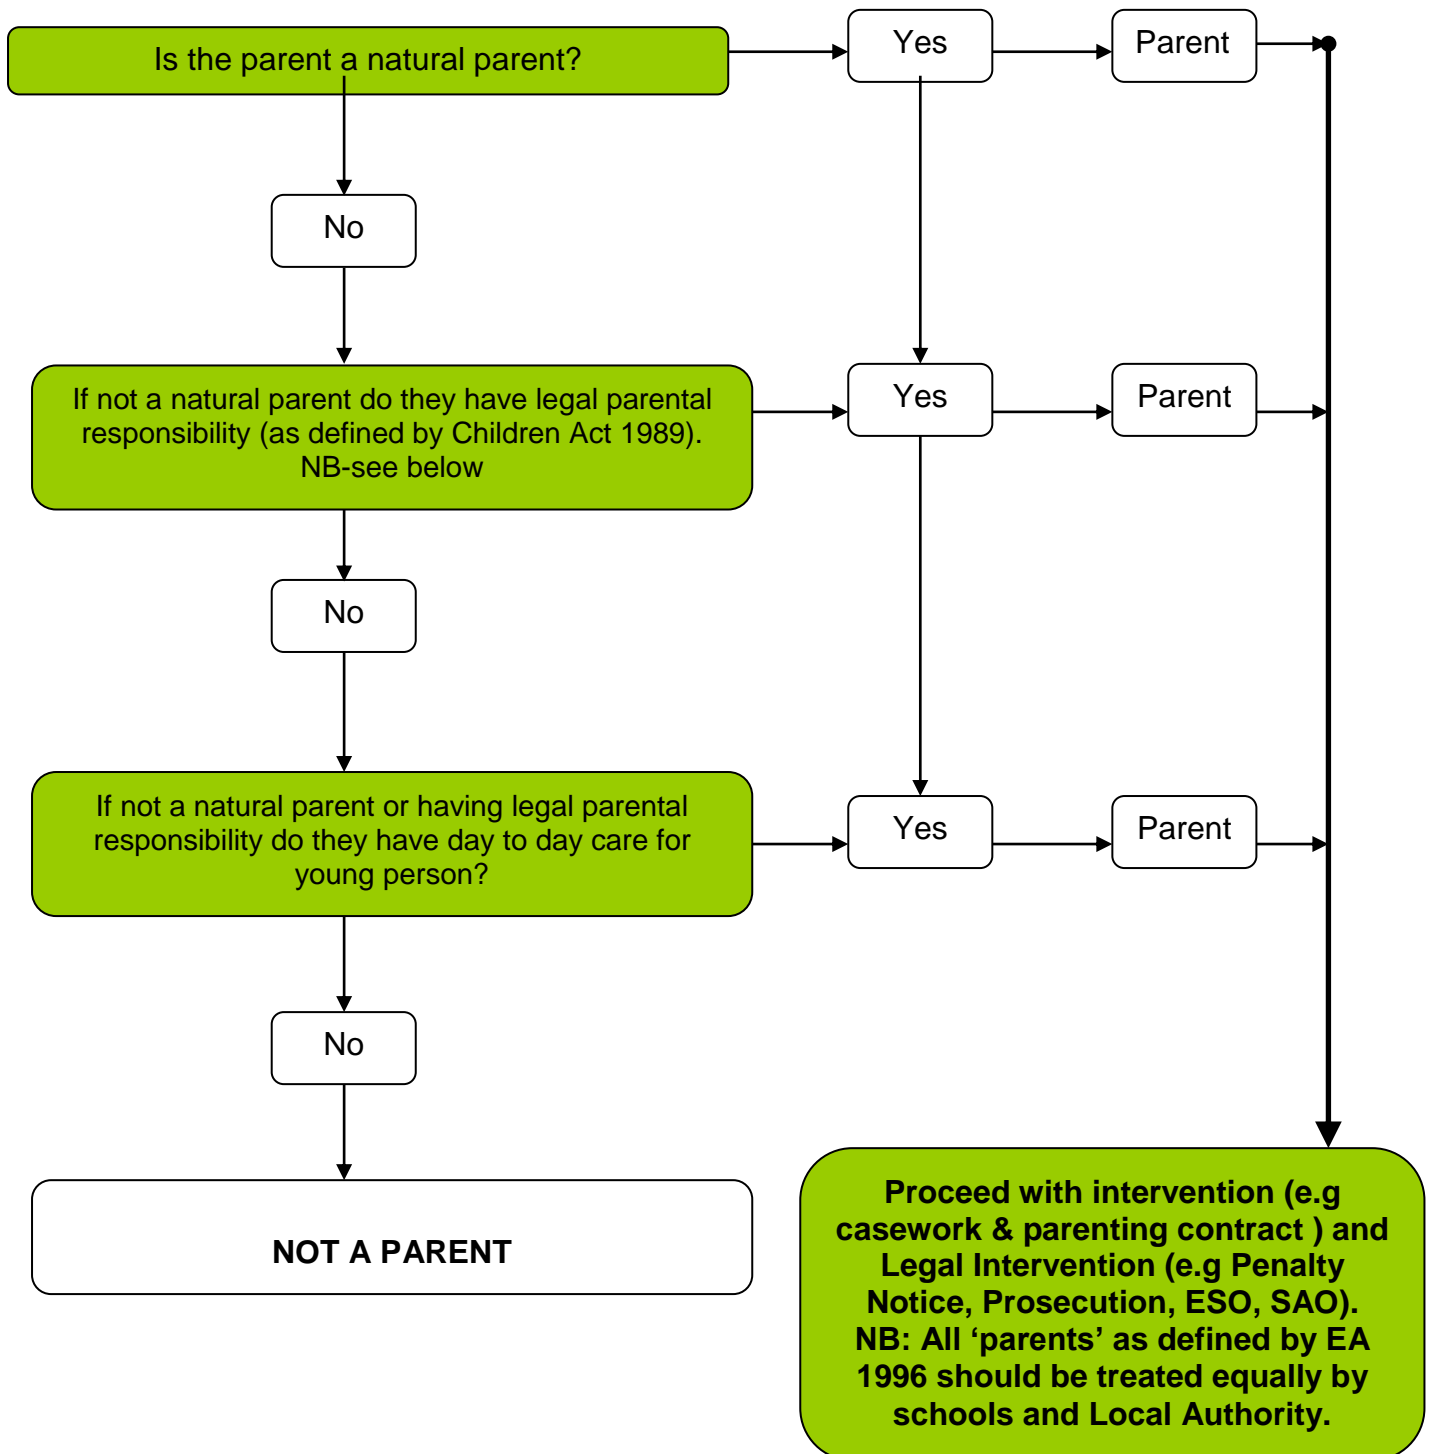 Is the parent a natural parent?
Yes
Parent
No
If not a natural parent do they have legal parental
responsibility (as defined by Children Act 1989).
NB-see below
Yes
Parent
No
If not a natural parent or having legal parental
responsibility do they have day to day care for
young person?
Yes
Parent
No
NOT A PARENT
Proceed with intervention (e.g
casework & parenting contract ) and
Legal Intervention (e.g Penalty
Notice, Prosecution, ESO, SAO).
NB: All ‘parents’ as defined by EA
1996 should be treated equally by
schools and Local Authority.